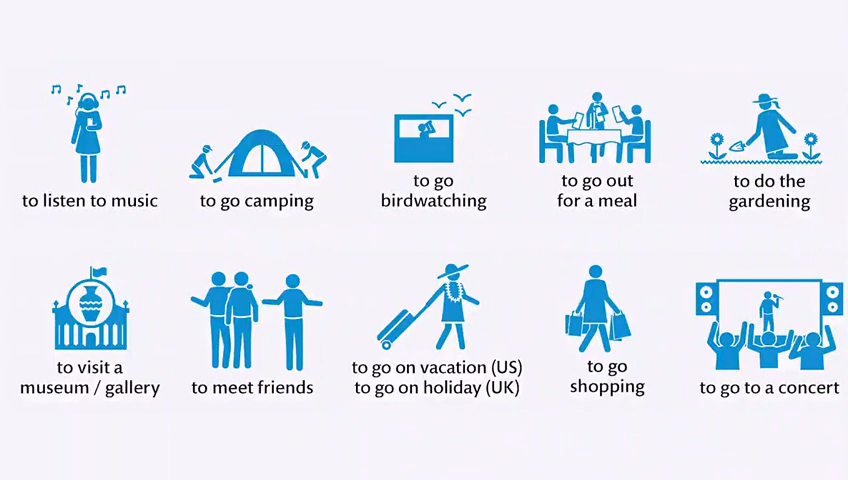 to listen to music
to go camping
to go
birdwatching
to go out
for a meal
to do the
gardening
to visit a
museum / gallery
to meet friends
to go on vacation (US)
to go on holiday (UK)
to go
shopping
to go to a concert